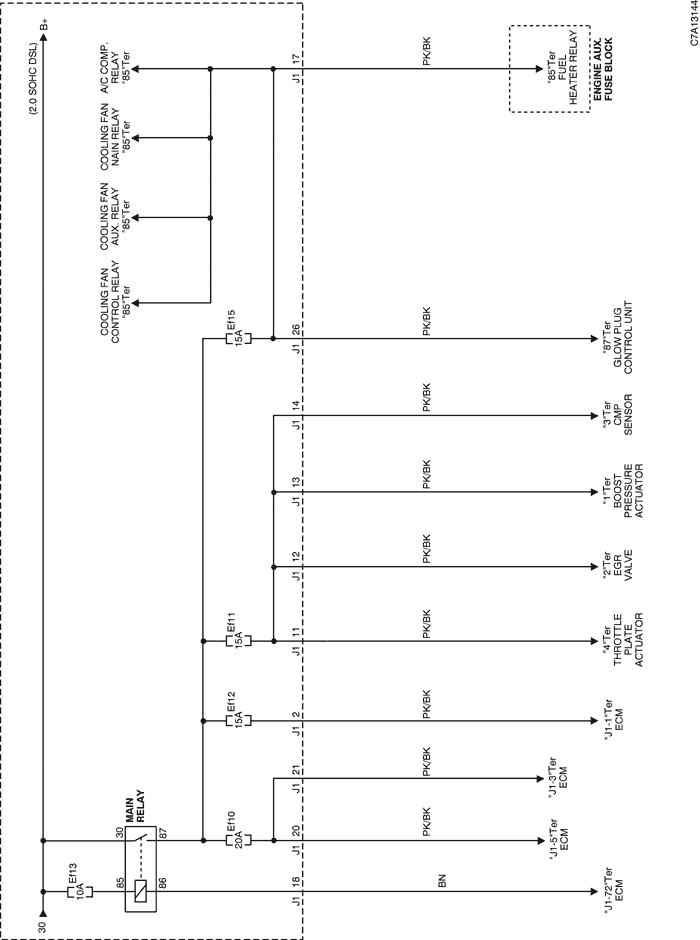 C7A13144
B+
(2.0 SOHC DSL)
A/C COMP.
RELAY
"85"Ter
COOLING FAN
NAIN RELAY
"85"Ter
COOLING FAN
AUX. RELAY
"85"Ter
COOLING FAN
CONTROL RELAY
"85"Ter
J1 17
PK/BK
"85"Ter
FUEL
HEATER RELAY
ENGINE AUX.
FUSE BLOCK
Ef15
15A
J1 26
PK/BK
"87"Ter
GLOW PLUG
CONTROL UNIT
J1 14
PK/BK
"3"Ter
CMP
SENSOR
J1 13
PK/BK
"1"Ter
BOOST
PRESSURE
ACTUATOR
J1 12
PK/BK
"2"Ter
EGR
VALVE
Ef11
15A
J1 11
PK/BK
"4"Ter
THROTTLE
PLATE
ACTUATOR
Ef12
15A
J1 2
PK/BK
"J1-1"Ter
ECM
J1 21
PK/BK
"J1-3"Ter
ECM
MAIN
RELAY
30
87
Ef10
20A
J1 20
PK/BK
"J1-5"Ter
ECM
Ef13
10A
85
86
J1 18
BN
"J1-72"Ter
ECM
30